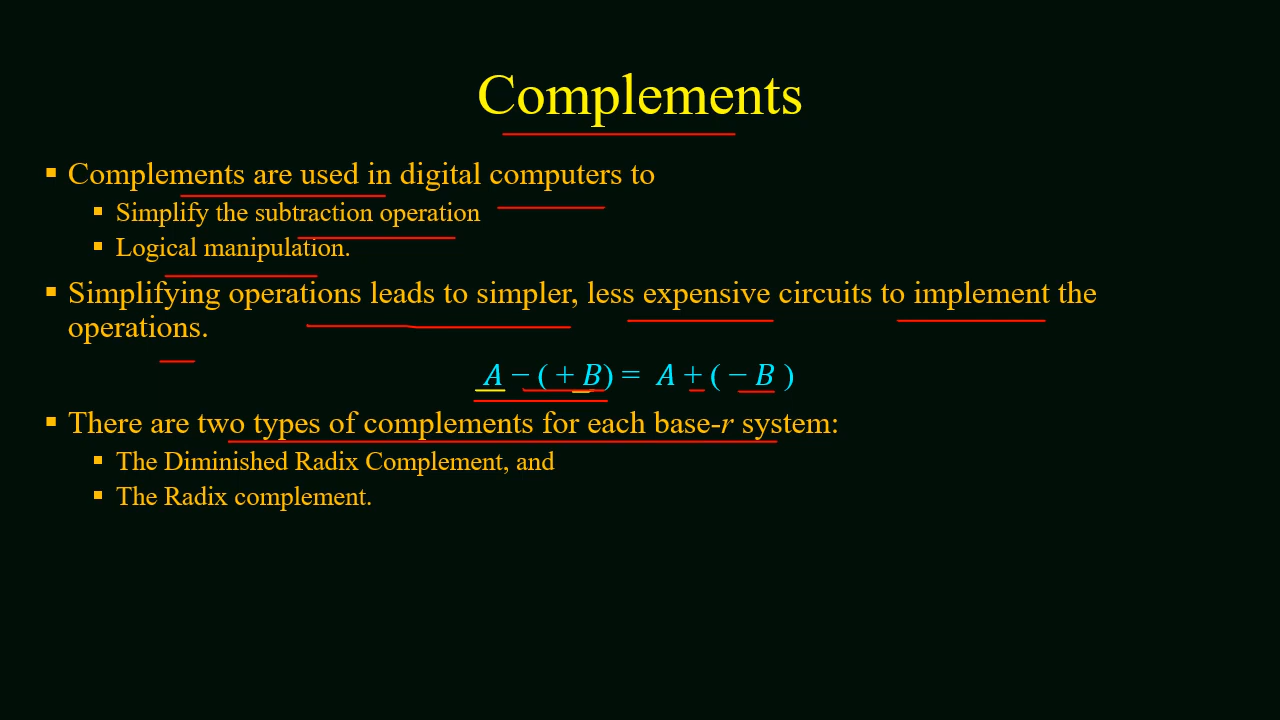 Complements
▪ Complements are used in digital computers to
▪ Simplify the subtraction operation
▪ Logical manipulation.
▪ Simplifying operations leads to simpler, less expensive circuits to implement the
operations.
A − ( + B) = A + ( − B )
▪ There are two types of complements for each base-r system:
▪ The Diminished Radix Complement, and
▪ The Radix complement.